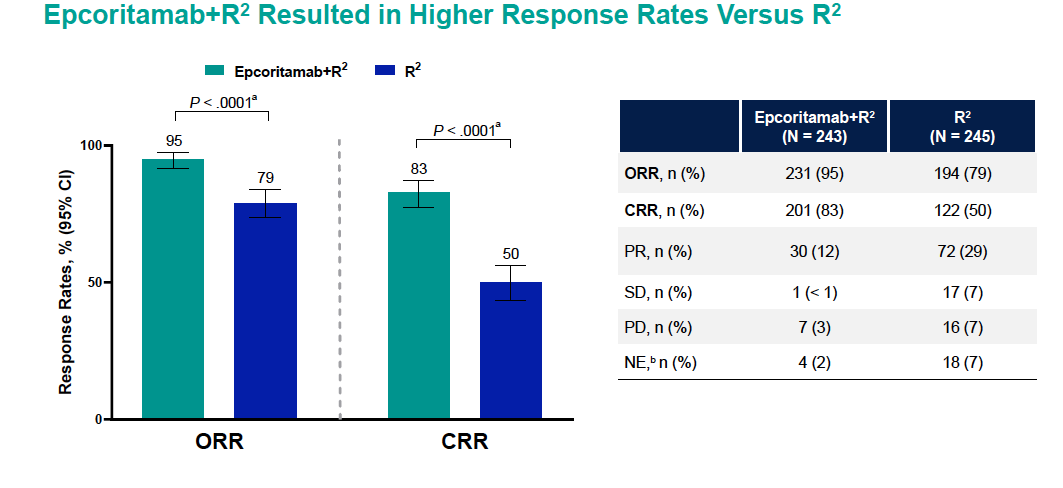 Epcoritamab+R² Resulted in Higher Response Rates Versus R²
Epcoritamab+R² R²
P < .0001ᵃ
P < .0001ᵃ
Response Rates, % (95% CI)
100
50
0
95
79
83
50
ORR CRR
Epcoritamab+R² (N = 243) R² (N = 245)
ORR, n (%) 231 (95) 194 (79)
CRR, n (%) 201 (83) 122 (50)
PR, n (%) 30 (12) 72 (29)
SD, n (%) 1 (< 1) 17 (7)
PD, n (%) 7 (3) 16 (7)
NE,ᵇ n (%) 4 (2) 18 (7)